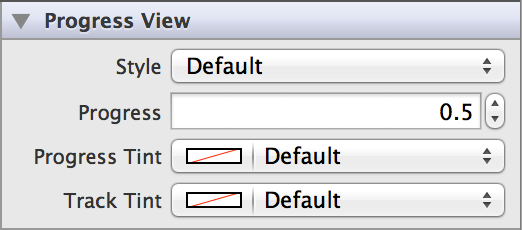 Progress View
Style Default
Progress 0.5
Progress Tint Default
Track Tint Default